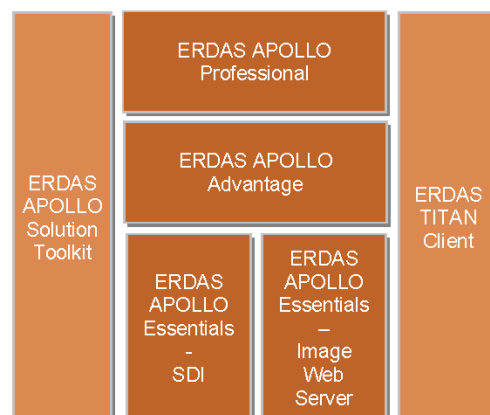 ERDAS
APOLLO
Solution
Toolkit
ERDAS APOLLO
Professional
ERDAS APOLLO
Advantage
ERDAS
APOLLO
Essentials
-
SDI
ERDAS
APOLLO
Essentials
–
Image
Web
Server
ERDAS
TITAN
Client